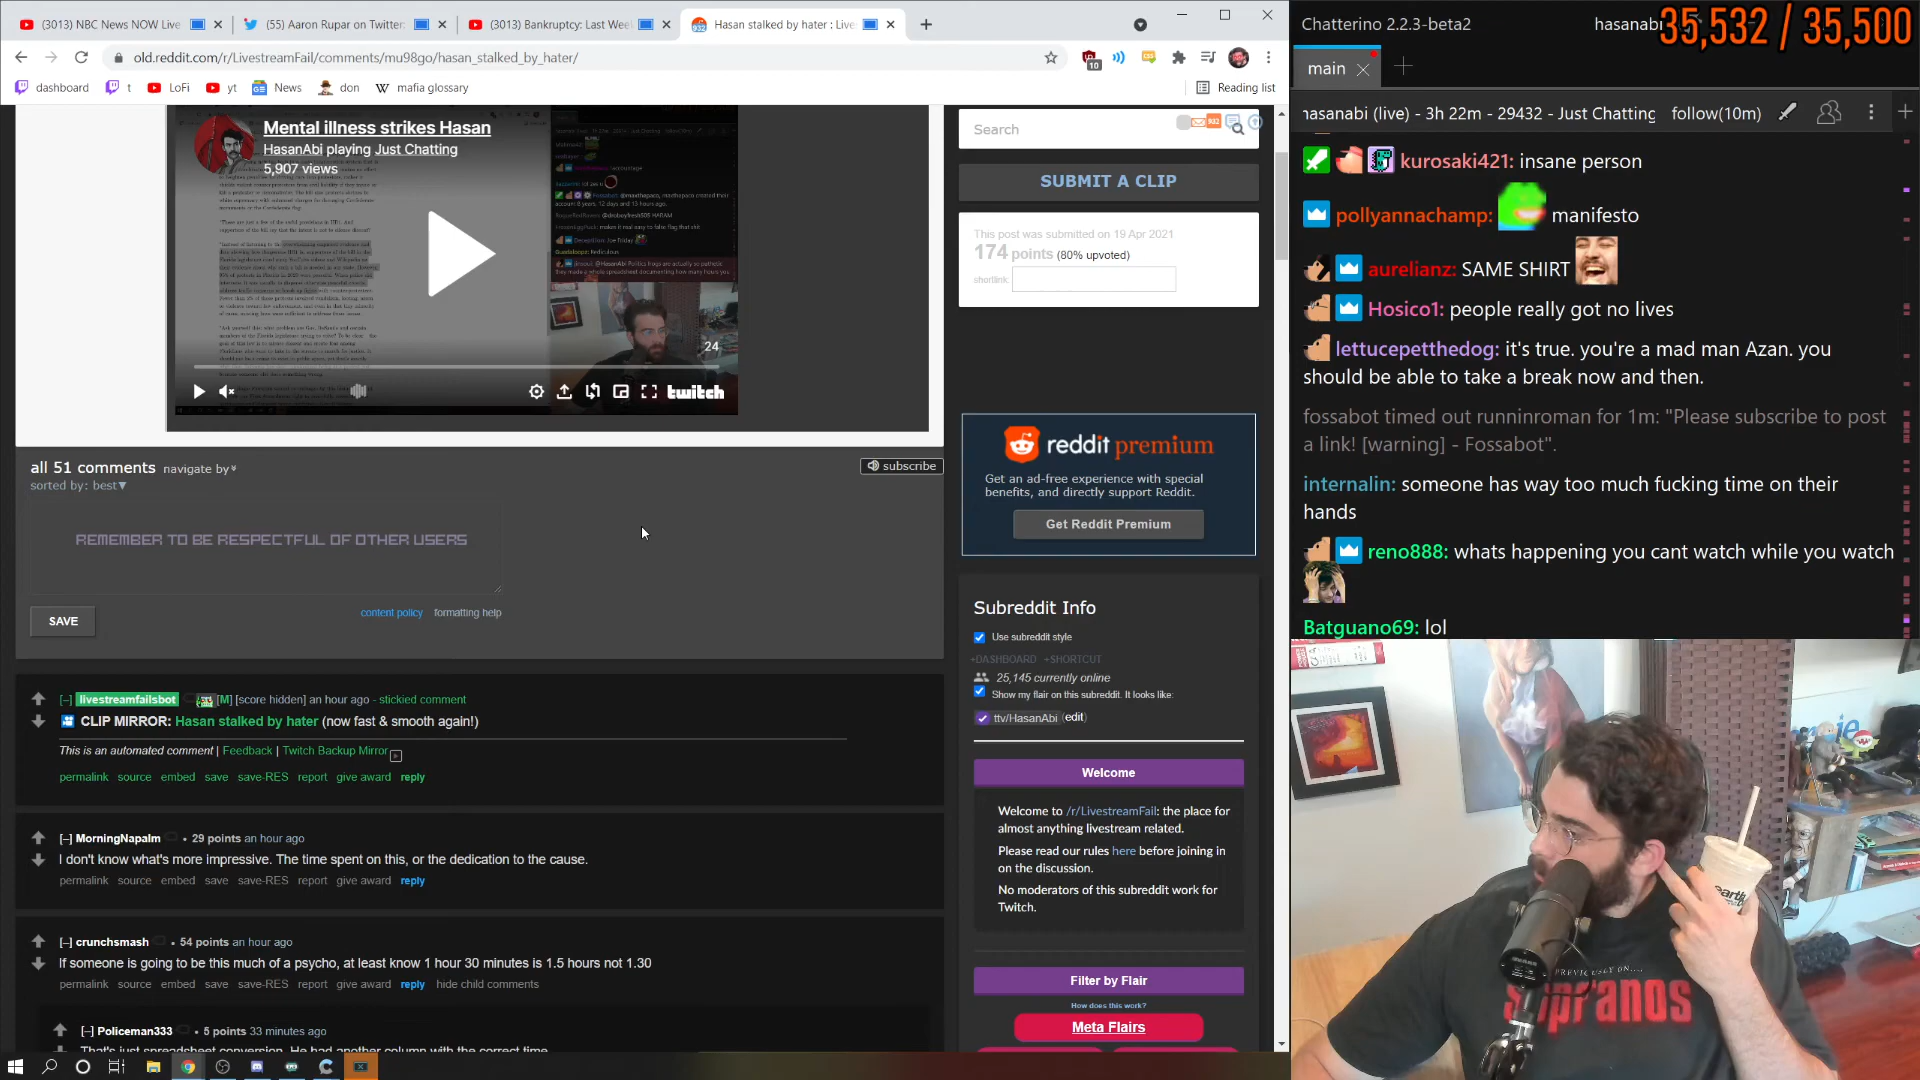 (3013) NBC News NOW Live
(55) Aaron Rupar on Twitter:
(3013) Bankruptcy: Last Wee
Hasan stalked by hater : Live
old.reddit.com/r/LivestreamFail/comments/mu98go/hasan_stalked_by_hater/
10
dashboard
t
LoFi
yt
News
don
mafia glossary
Reading list
Mental illness strikes Hasan
HasanAbi playing Just Chatting
5,907 views
24
twitch
Search
SUBMIT A CLIP
This post was submitted on 19 Apr 2021
174 points (80% upvoted)
shortlink:
all 51 comments navigate by
sorted by: best▼
subscribe
REMEMBER TO BE RESPECTFUL OF OTHER USERS
content policy formatting help
SAVE
reddit premium
Get an ad-free experience with special
benefits, and directly support Reddit.
Get Reddit Premium
[–] livestreamfailsbot [M] [score hidden] an hour ago - stickied comment
CLIP MIRROR: Hasan stalked by hater (now fast & smooth again!)
This is an automated comment | Feedback | Twitch Backup Mirror
permalink source embed save save-RES report give award reply
[–] MorningNapalm • 29 points an hour ago
I don't know what's more impressive. The time spent on this, or the dedication to the cause.
permalink source embed save save-RES report give award reply
[–] crunchsmash • 54 points an hour ago
If someone is going to be this much of a psycho, at least know 1 hour 30 minutes is 1.5 hours not 1.30
permalink source embed save save-RES report give award reply hide child comments
[–] Policeman333 • 5 points 33 minutes ago
That's just spreadsheet conversion. He had another column with the correct time
Subreddit Info
Use subreddit style
+DASHBOARD +SHORTCUT
25,145 currently online
Show my flair on this subreddit. It looks like:
ttv/HasanAbi (edit)
Welcome
Welcome to /r/LivestreamFail: the place for
almost anything livestream related.
Please read our rules here before joining in
on the discussion.
No moderators of this subreddit work for
Twitch.
Filter by Flair
How does this work?
Meta Flairs
Chatterino 2.2.3-beta2
hasanabi
35,532 / 35,500
main
hasanabi (live) - 3h 22m - 29432 - Just Chatting
follow(10m)
kurosaki421: insane person
pollyannachamp: manifesto
aurelianz: SAME SHIRT
Hosico1: people really got no lives
lettucepetthedog: it's true. you're a mad man Azan. you
should be able to take a break now and then.
fossabot timed out runninroman for 1m: "Please subscribe to post
a link! [warning] - Fossabot".
internalin: someone has way too much fucking time on their
hands
reno888: whats happening you cant watch while you watch
Batguano69: lol
PREVIOUSLY ON....
Sopranos